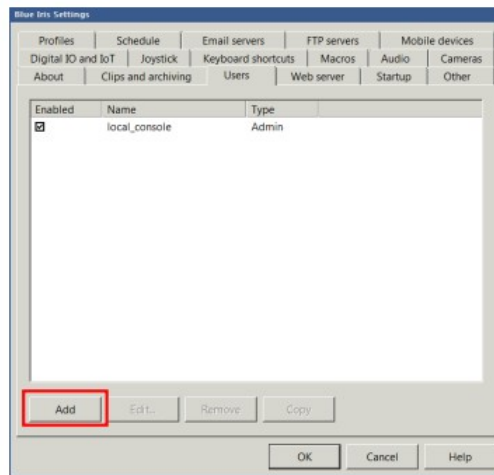 Blue Iris Settings
Profiles Schedule Email servers FTP servers Mobile devices
Digital IO and IoT Joystick Keyboard shortcuts Macros Audio Cameras
About Clips and archiving Users Web server Startup Other
Enabled Name Type
local_console Admin
Add Edit.. Remove Copy
OK Cancel Help